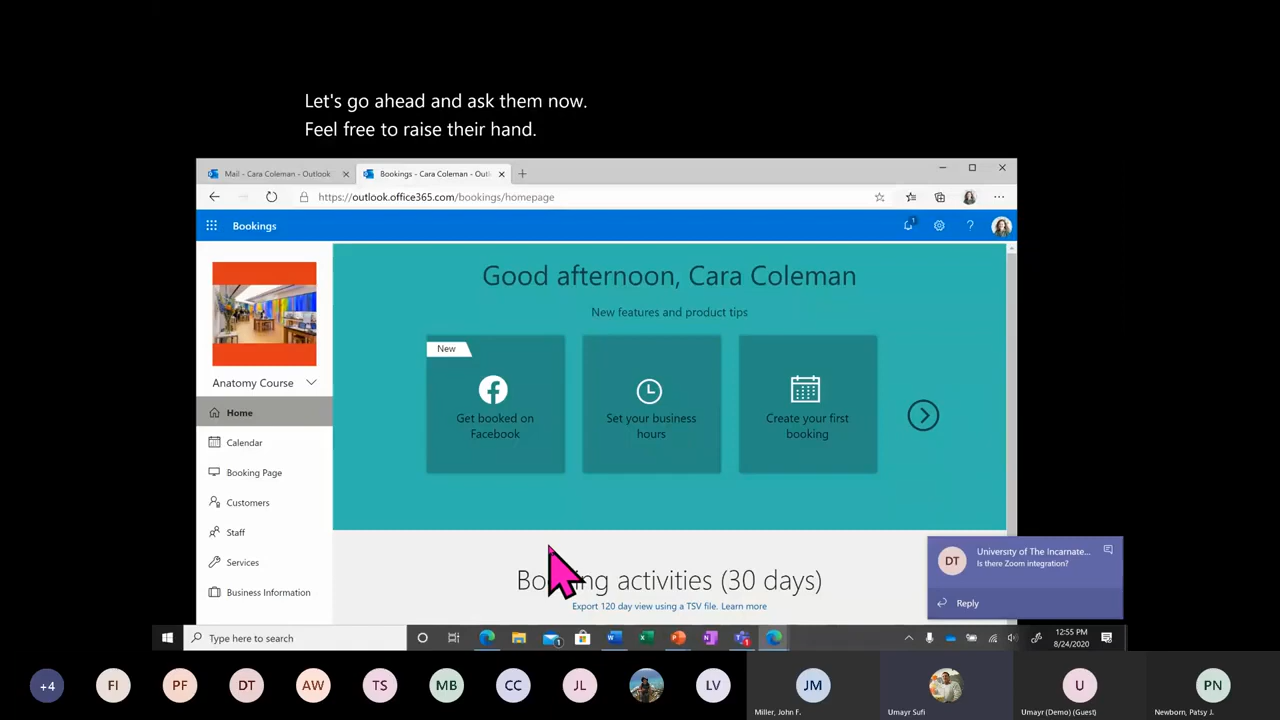 Let's go ahead and ask them now.
Feel free to raise their hand.
Mail - Cara Coleman - Outlook
Bookings - Cara Coleman - Outl
https://outlook.office365.com/bookings/homepage
Bookings
1
?
Good afternoon, Cara Coleman
New features and product tips
New
Get booked on
Facebook
Set your business
hours
Create your first
booking
Anatomy Course
Home
Calendar
Booking Page
Customers
Staff
Services
Business Information
Booking activities (30 days)
Export 120 day view using a TSV file. Learn more
DT
University of The Incarnate...
Is there Zoom integration?
Reply
Type here to search
12:55 PM
8/24/2020
+4
FI
PF
DT
AW
TS
MB
CC
JL
LV
JM
U
PN
Miller, John F.
Umayr Sufi
Umayr (Demo) (Guest)
Newborn, Patsy J.